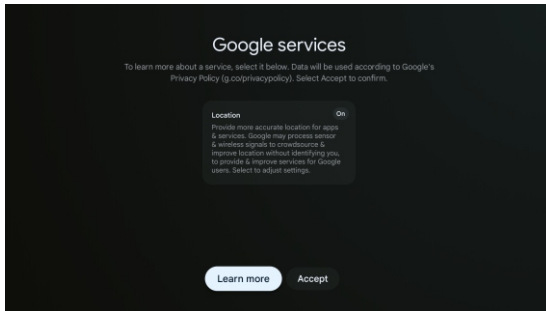 Google services
To learn more about a service, select it below. Data will be used according to Google's
Privacy Policy (g.co/privacypolicy). Select Accept to confirm.
Location On
Provide more accurate location for apps
& services. Google may process sensor
& wireless signals to crowdsource &
improve location without identifying you,
to provide & improve services for Google
users. Select to adjust settings.
Learn more Accept